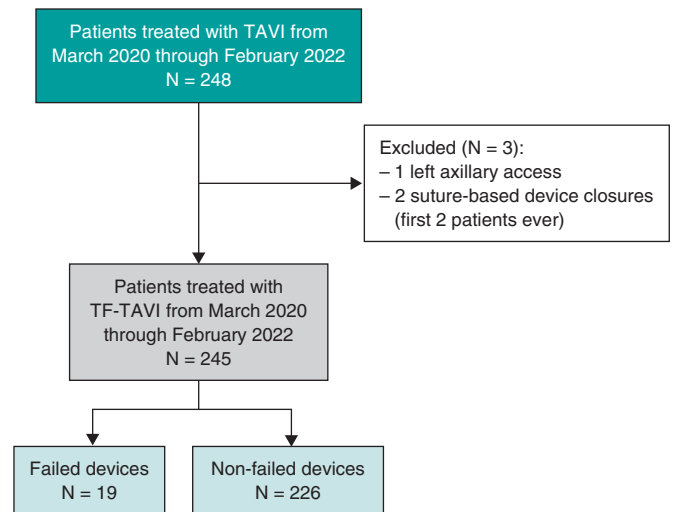 Patients treated with TAVI from
March 2020 through February 2022
N = 248
Excluded (N = 3):
– 1 left axillary access
– 2 suture-based device closures
(first 2 patients ever)
Patients treated with
TF-TAVI from March 2020
through February 2022
N = 245
Failed devices
N = 19
Non-failed devices
N = 226